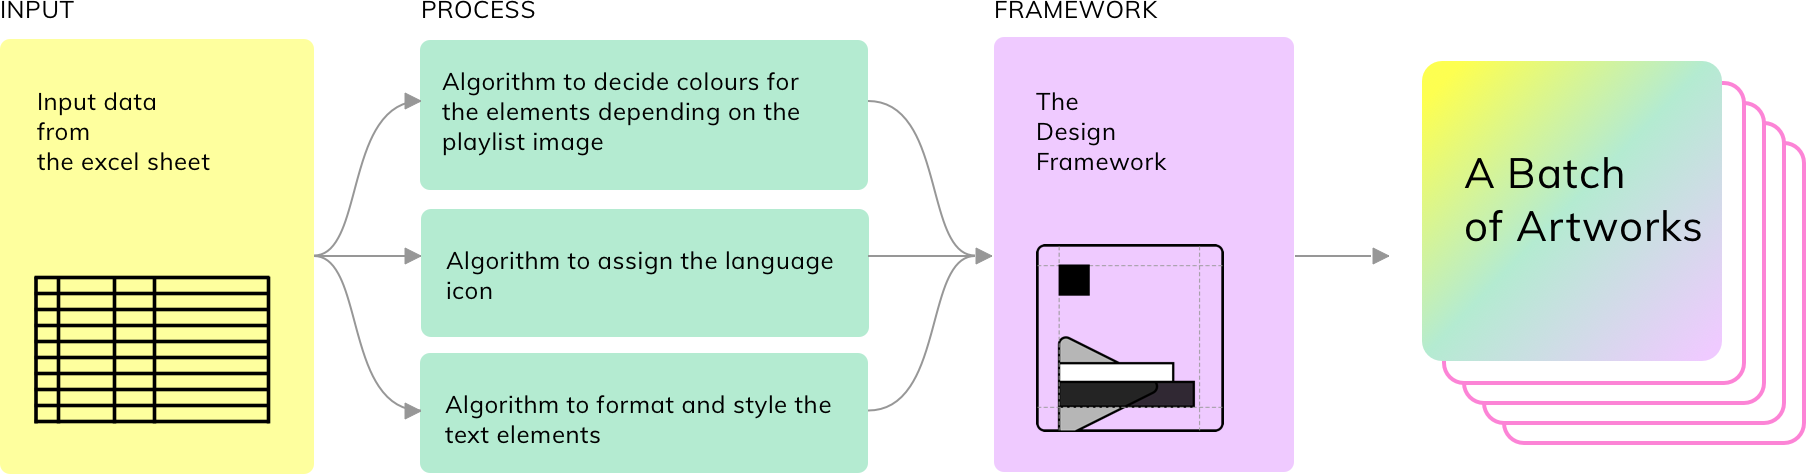 INPUT
Input data
from
the excel sheet
PROCESS
Algorithm to decide colours for
the elements depending on the
playlist image
Algorithm to assign the language
icon
Algorithm to format and style the
text elements
FRAMEWORK
The
Design
Framework
A Batch
of Artworks